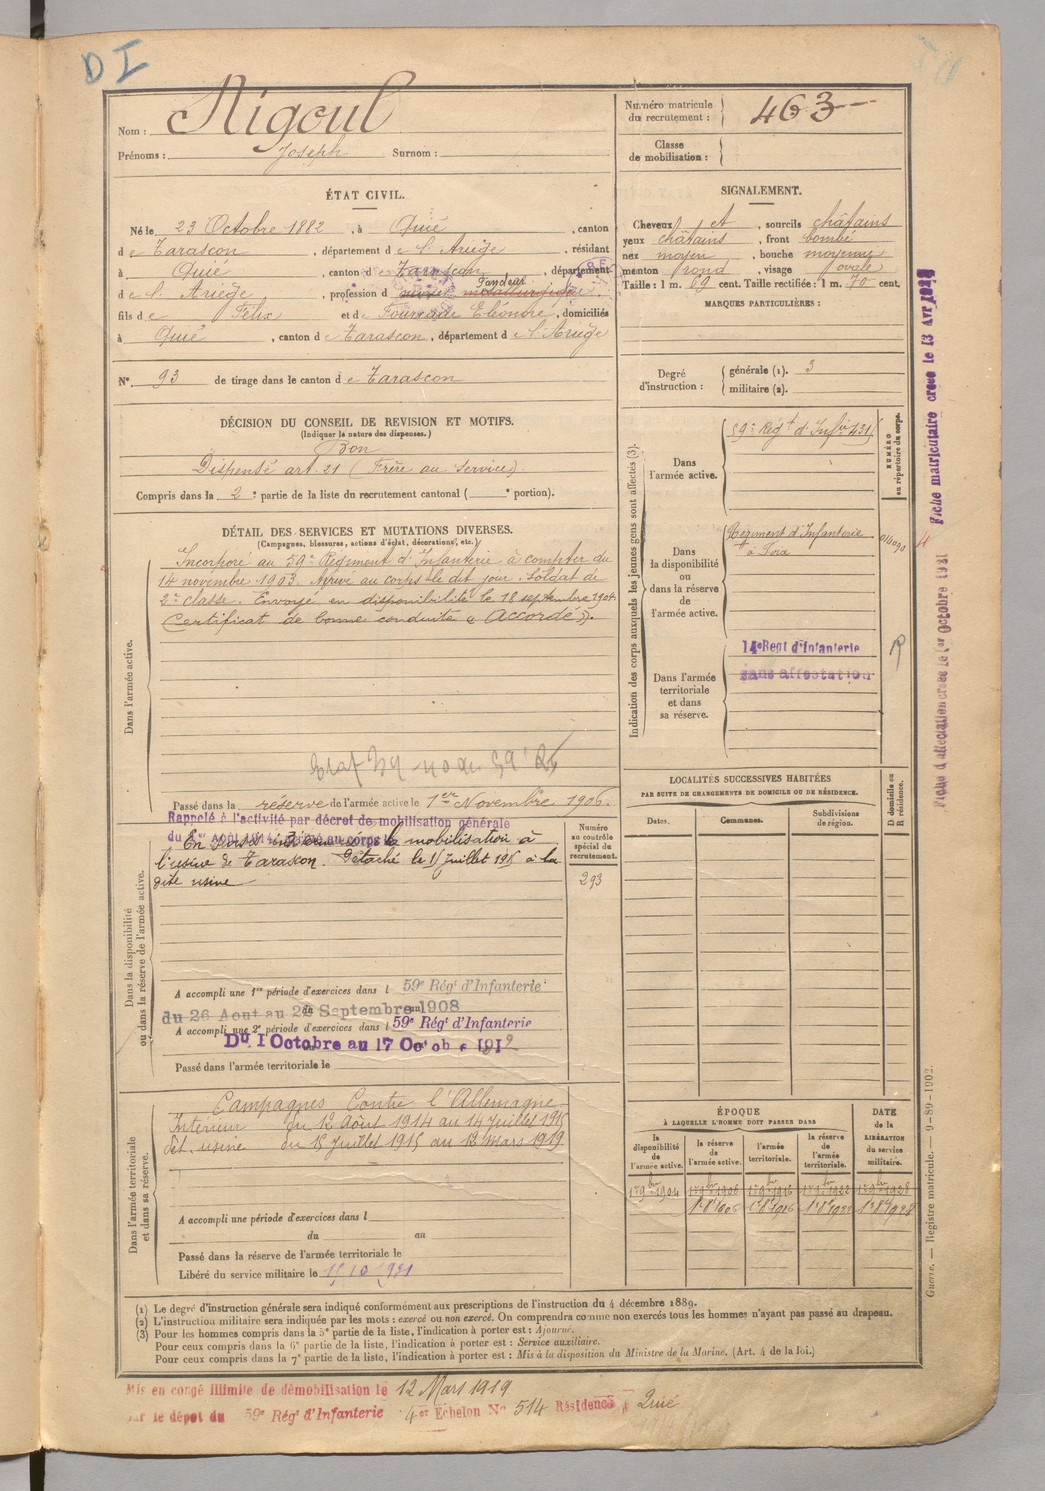 DI
Nom : Rigoul
Prénoms : Joseph Surnom :
Numéro matricule du recrutement : 463
Classe de mobilisation :
ÉTAT CIVIL.
Né le 23 Octobre 1882, à Quié, canton
de Tarascon, département de l'Ariège, résidant
à Quié, canton de Tarascon, département
de l'Ariège, profession d
fils de Félix et de Eléonore, domiciliés
à Quié, canton de Tarascon, département de l'Ariège
N° 93 de tirage dans le canton de Tarascon
SIGNALEMENT.
Cheveux et, sourcils châtains
yeux châtains, front bombé
nez moyen, bouche moyenne
menton rond, visage ovale
Taille : 1 m. 69 cent. Taille rectifiée : 1 m. 70 cent.
MARQUES PARTICULIÈRES :
Degré d'instruction :
générale (1). 3
militaire (2).
DÉCISION DU CONSEIL DE REVISION ET MOTIFS.
(Indiquer la nature des dispenses.)
Bon
Dispensé art. 21 (Frère au Service)
Compris dans la 2e partie de la liste du recrutement cantonal ( e portion).
DÉTAIL DES SERVICES ET MUTATIONS DIVERSES.
(Campagnes, blessures, actions d'éclat, décorations, etc.)
Dans l'armée active.
Incorporé au 59e Régiment d'Infanterie à compter du
14 novembre 1903. Arrivé au corps le dit jour. Soldat de
2e classe. Envoyé en disponibilité le 18 septembre 1904.
Certificat de bonne conduite « Accordé ».
Passé dans la réserve de l'armée active le 1er Novembre 1906.
Dans la disponibilité
ou dans la réserve de l'armée active.
Rappelé à l'activité par décret de mobilisation générale
du 1er août 1914
la mobilisation à
l'usine de Tarascon. Détaché le 15 juillet 1915 à la
dite usine
Numéro
au contrôle
spécial du
recrutement.
293
A accompli une 1re période d'exercices dans l 59e Régt d'Infanterie
du 26 Aout au Septembre 1908
A accompli une 2e période d'exercices dans l 59e Régt d'Infanterie
Du 1 Octobre au 17 Octobre 191
Passé dans l'armée territoriale le
Dans l'armée territoriale
et dans sa réserve.
Campagnes Contre l'Allemagne
Intérieur du 12 Août 1914 au 14 Juillet 1915
dét. usine du 15 Juillet 1915 au 12 mars 1919
A accompli une période d'exercices dans l
du au
Passé dans la réserve de l'armée territoriale le
Libéré du service militaire le
Indication des corps auxquels les jeunes gens sont affectés (3).
NUMÉRO
au répertoire du corps.
Dans
l'armée active.
59e Régt d'Infie
Dans
la disponibilité
ou
dans la réserve
de
l'armée active.
Régiment d'Infanterie
à Foix
Dans l'armée
territoriale
et dans
sa réserve.
14e Regt d'Infanterie
sans affectation
R
LOCALITÉS SUCCESSIVES HABITÉES
PAR SUITE DE CHANGEMENTS DE DOMICILE OU DE RÉSIDENCE.
Dates. Communes. Subdivisions de région. D domicile ou R résidence.
ÉPOQUE
À LAQUELLE L'HOMME DOIT PASSER DANS
la disponibilité de l'armée active.
la réserve de l'armée active.
l'armée territoriale.
la réserve de l'armée territoriale.
DATE de la LIBÉRATION du service militaire.
Fiche matricutaire creee le 13 Avr
Fiche d'affectation creee le 1er Octobre
Guerre. — Registre matricule. — 9-89-1902.
(1) Le degré d'instruction générale sera indiqué conformément aux prescriptions de l'instruction du 4 décembre 1889.
(2) L'instruction militaire sera indiquée par les mots : exercé ou non exercé. On comprendra comme non exercés tous les hommes n'ayant pas passé au drapeau.
(3) Pour les hommes compris dans la 5e partie de la liste, l'indication à porter est : Ajourné.
Pour ceux compris dans la 6e partie de la liste, l'indication à porter est : Service auxiliaire.
Pour ceux compris dans la 7e partie de la liste, l'indication à porter est : Mis à la disposition du Ministre de la Marine. (Art. 4 de la loi.)
Mis en congé illimité de démobilisation le 12 Mars 1919
par le dépôt du 59e Régt d'Infanterie 4er Echelon N° 514 Résidence Quié